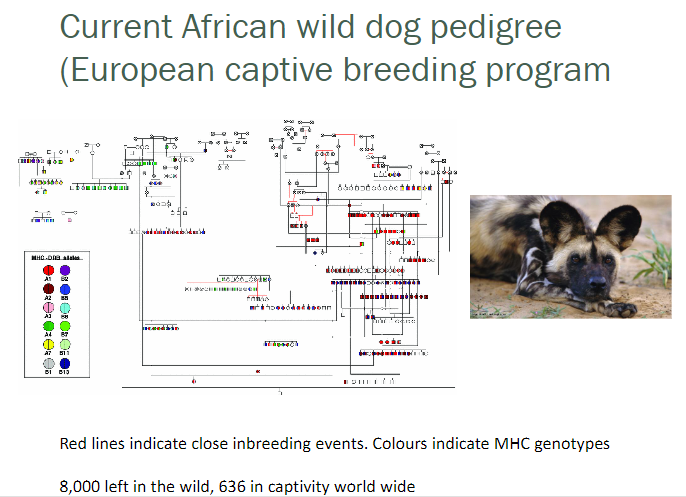 Current African wild dog pedigree
(European captive breeding program
MHC-DRB alleles
A1 B2
A2 B5
A3 B6
A4 B7
A7 B11
B1 B13
Red lines indicate close inbreeding events. Colours indicate MHC genotypes
8,000 left in the wild, 636 in captivity world wide